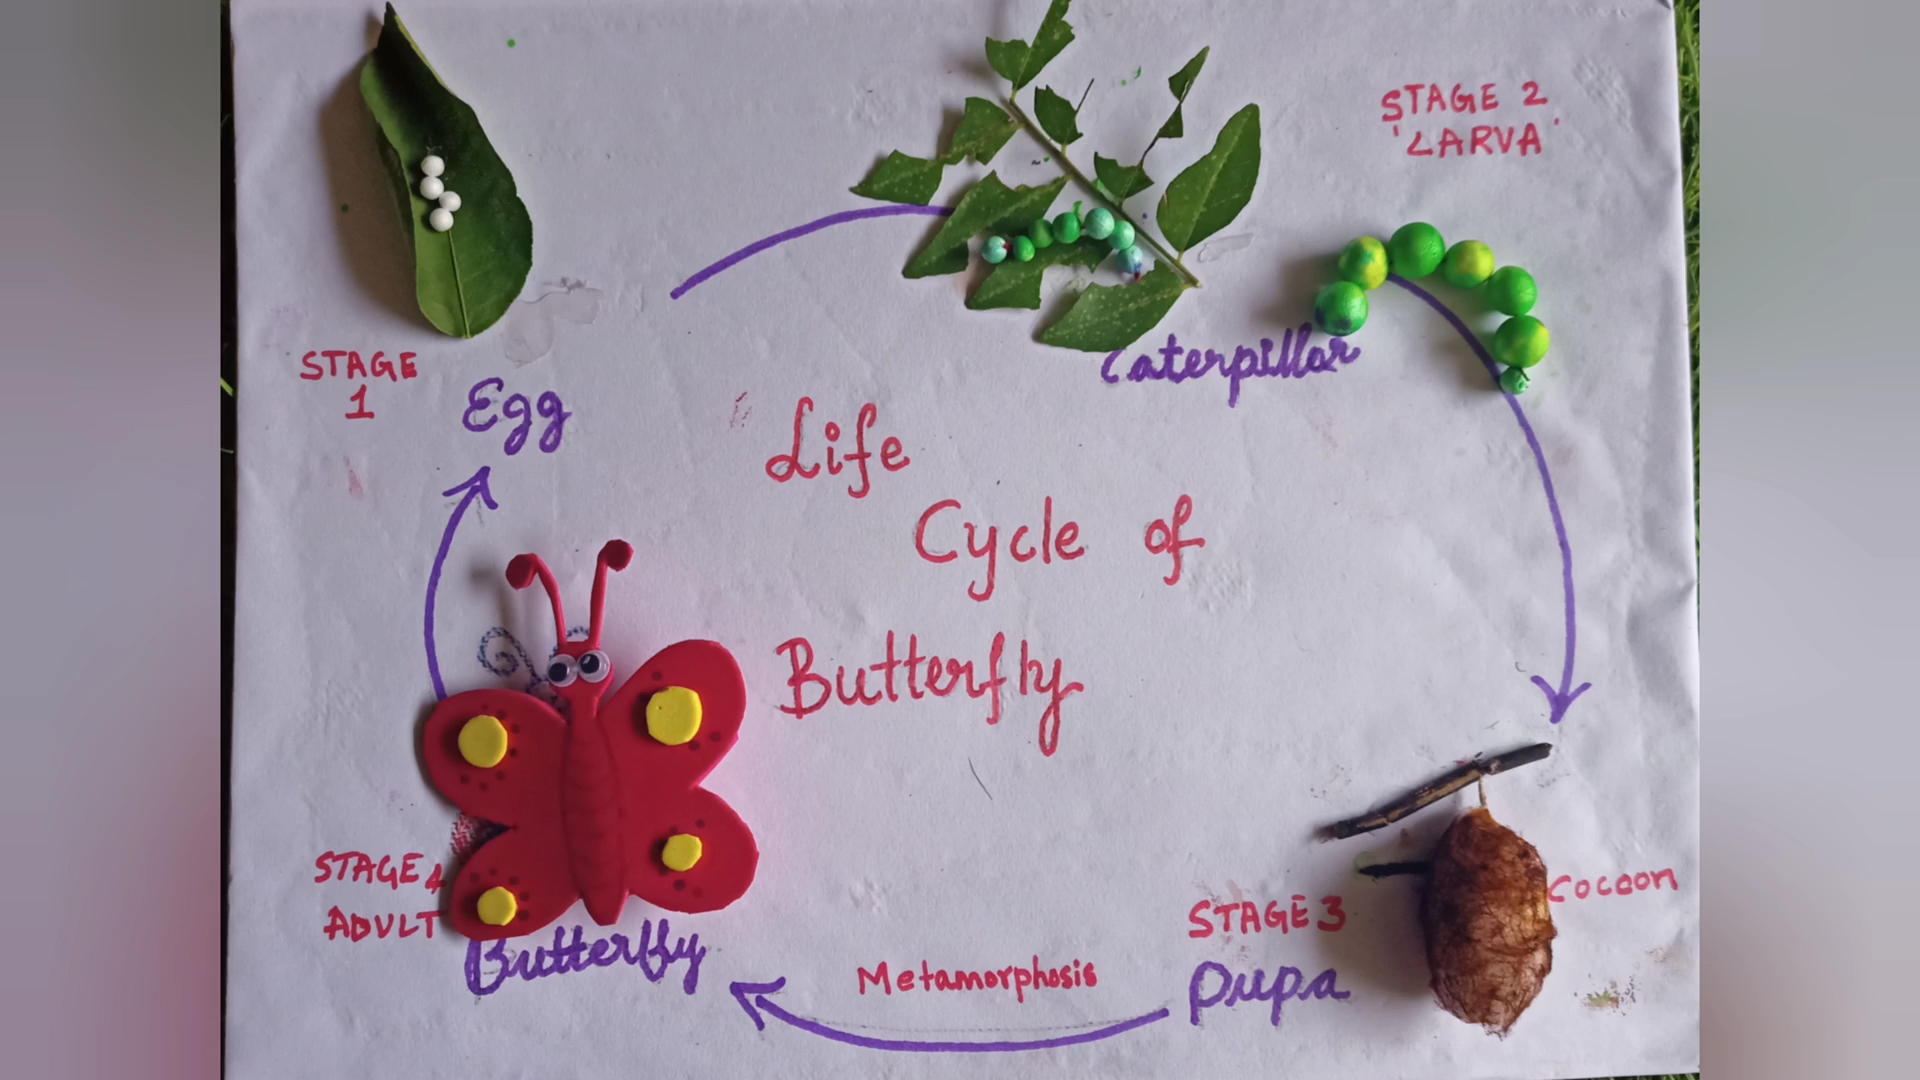 STAGE 2
'LARVA'
STAGE
1
Egg
Caterpillar
Life
Cycle of
Butterfly
STAGE 4
ADULT
Butterfly
Metamorphosis
STAGE 3
Pupa
Cocoon